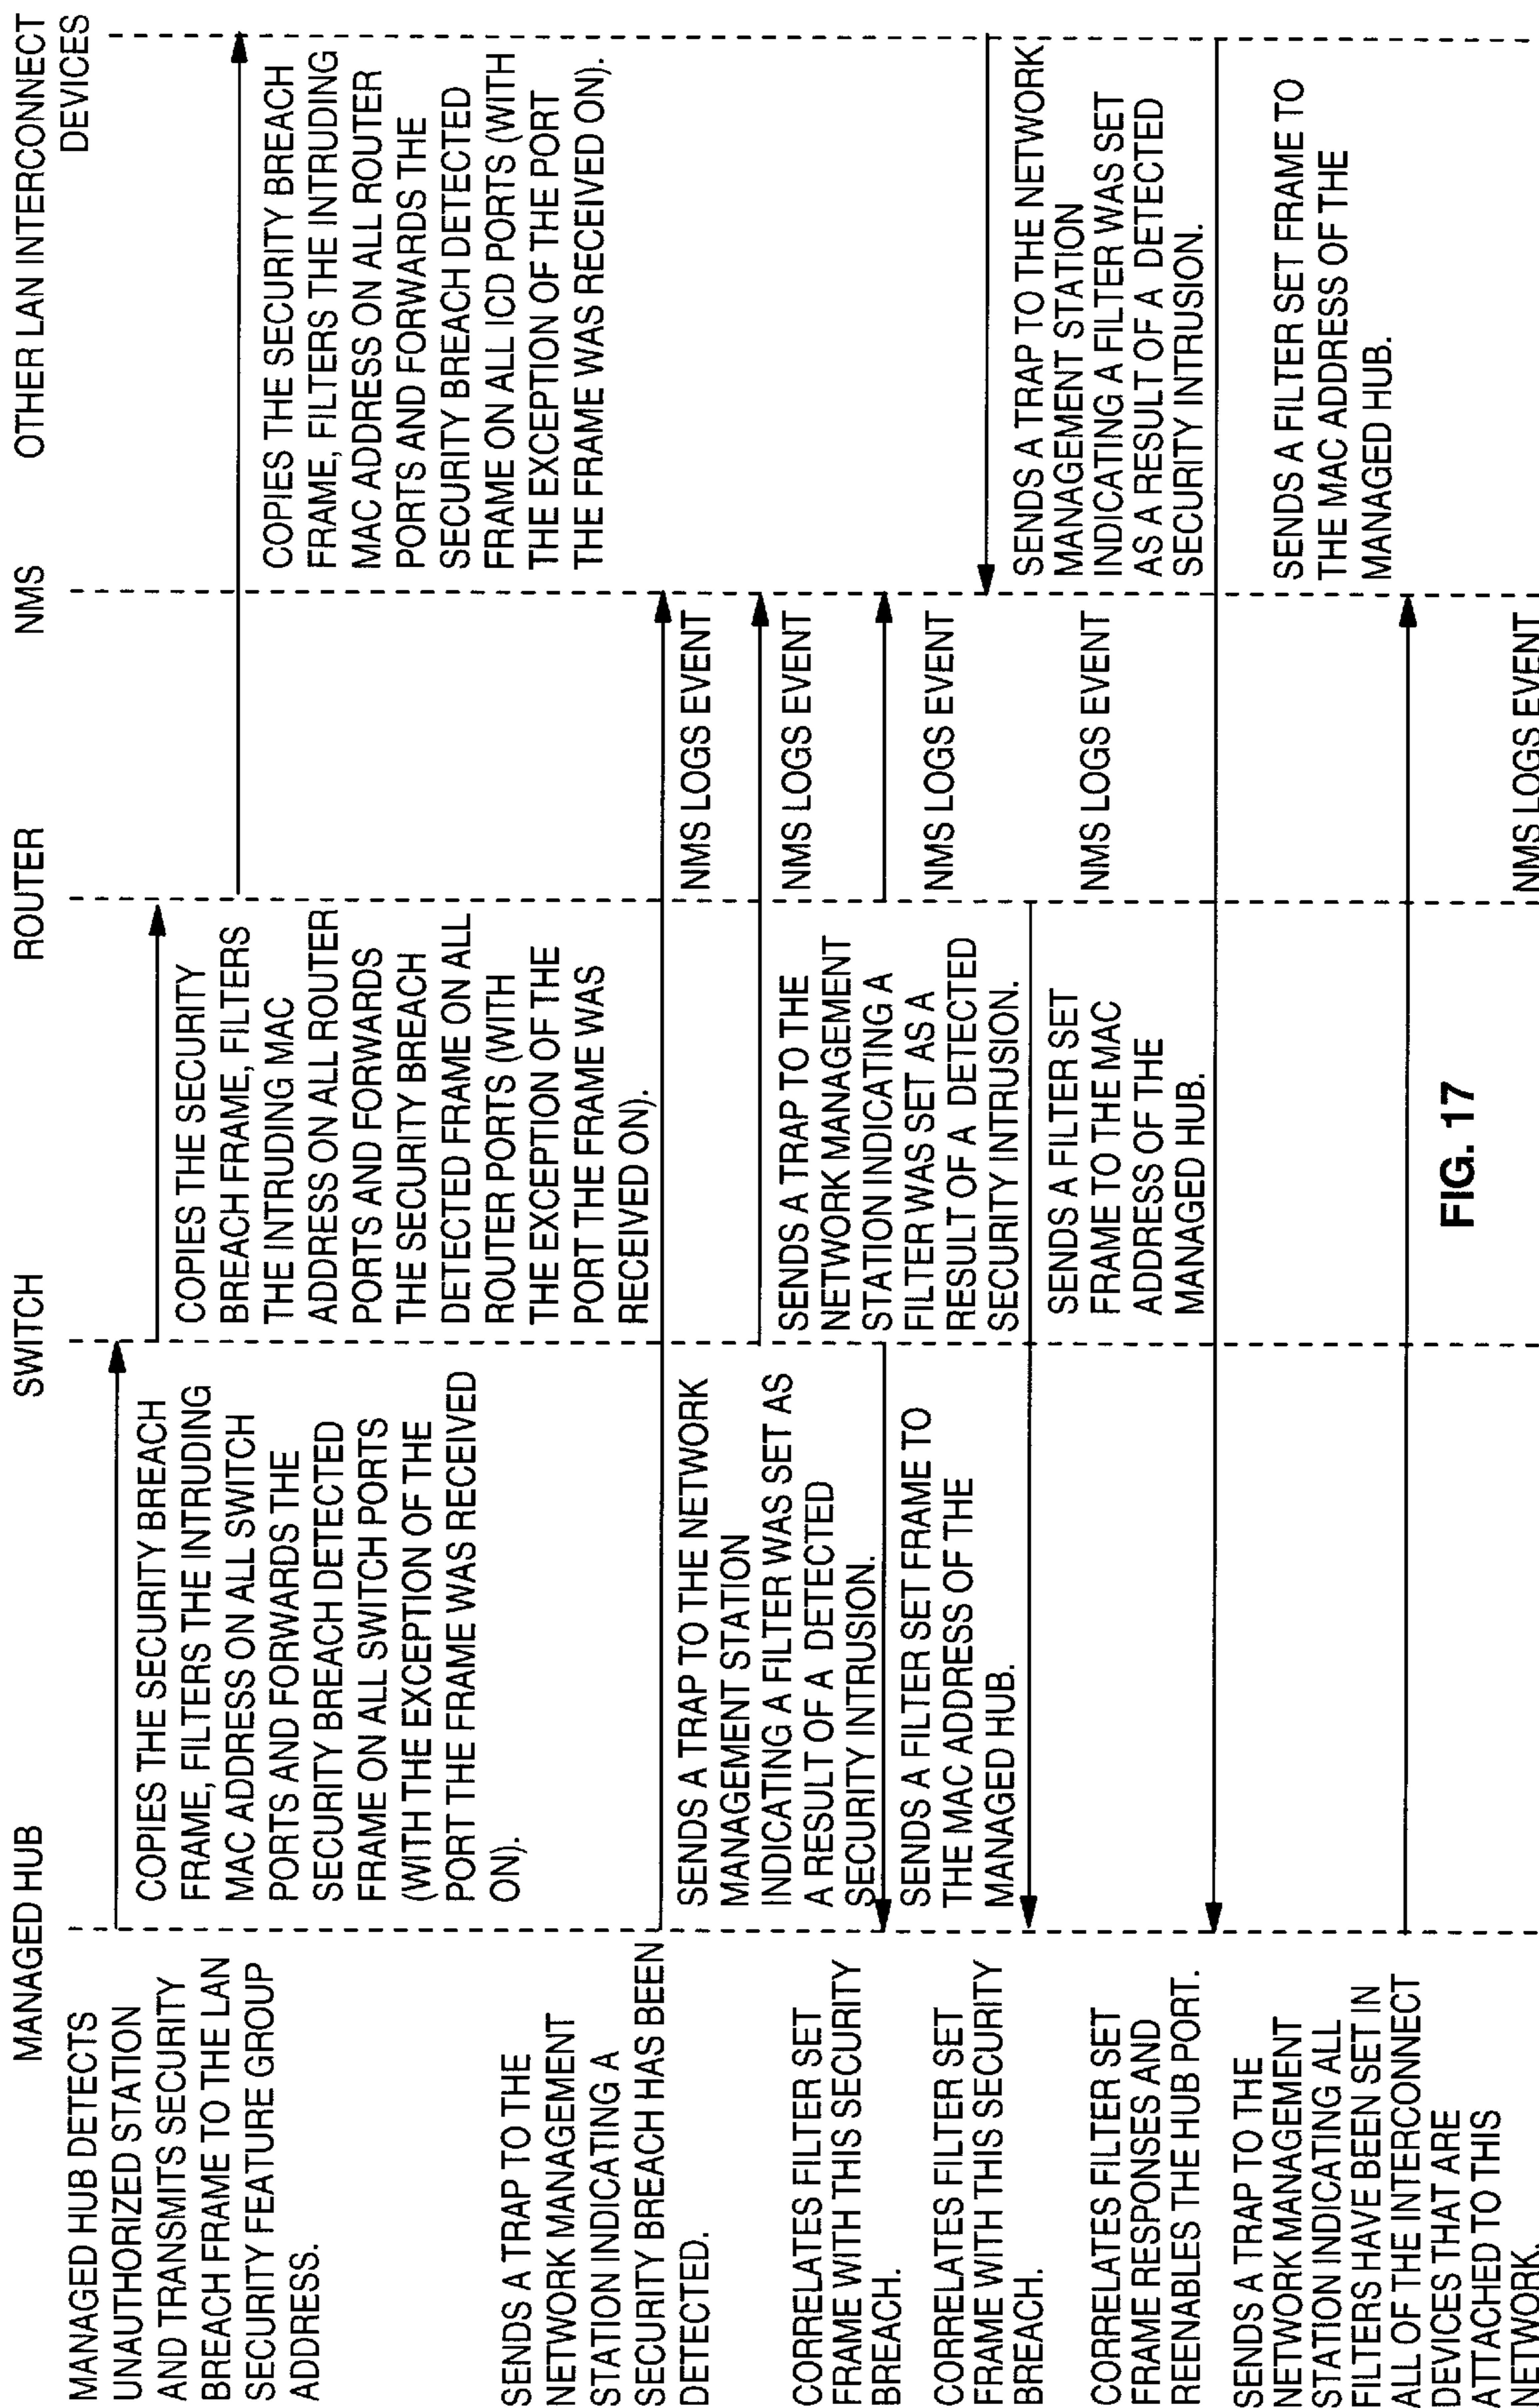 MANAGED HUB
SWITCH
ROUTER
NMS
OTHER LAN INTERCONNECT
DEVICES
MANAGED HUB DETECTS
UNAUTHORIZED STATION
AND TRANSMITS SECURITY
BREACH FRAME TO THE LAN
SECURITY FEATURE GROUP
ADDRESS.
COPIES THE SECURITY BREACH
FRAME, FILTERS THE INTRUDING
MAC ADDRESS ON ALL SWITCH
PORTS AND FORWARDS THE
SECURITY BREACH DETECTED
FRAME ON ALL SWITCH PORTS
(WITH THE EXCEPTION OF THE
PORT THE FRAME WAS RECEIVED
ON).
COPIES THE SECURITY
BREACH FRAME, FILTERS
THE INTRUDING MAC
ADDRESS ON ALL ROUTER
PORTS AND FORWARDS
THE SECURITY BREACH
DETECTED FRAME ON ALL
ROUTER PORTS (WITH
THE EXCEPTION OF THE
PORT THE FRAME WAS
RECEIVED ON).
COPIES THE SECURITY BREACH
FRAME, FILTERS THE INTRUDING
MAC ADDRESS ON ALL ROUTER
PORTS AND FORWARDS THE
SECURITY BREACH DETECTED
FRAME ON ALL ICD PORTS (WITH
THE EXCEPTION OF THE PORT
THE FRAME WAS RECEIVED ON).
SENDS A TRAP TO THE
NETWORK MANAGEMENT
STATION INDICATING A
SECURITY BREACH HAS BEEN
DETECTED.
NMS LOGS EVENT
SENDS A TRAP TO THE NETWORK
MANAGEMENT STATION
INDICATING A FILTER WAS SET AS
A RESULT OF A DETECTED
SECURITY INTRUSION.
NMS LOGS EVENT
SENDS A TRAP TO THE
NETWORK MANAGEMENT
STATION INDICATING A
FILTER WAS SET AS A
RESULT OF A DETECTED
SECURITY INTRUSION.
NMS LOGS EVENT
CORRELATES FILTER SET
FRAME WITH THIS SECURITY
BREACH.
SENDS A FILTER SET FRAME TO
THE MAC ADDRESS OF THE
MANAGED HUB.
SENDS A TRAP TO THE NETWORK
MANAGEMENT STATION
INDICATING A FILTER WAS SET
AS A RESULT OF A DETECTED
SECURITY INTRUSION.
NMS LOGS EVENT
CORRELATES FILTER SET
FRAME WITH THIS SECURITY
BREACH.
SENDS A FILTER SET
FRAME TO THE MAC
ADDRESS OF THE
MANAGED HUB.
CORRELATES FILTER SET
FRAME RESPONSES AND
REENABLES THE HUB PORT.
SENDS A FILTER SET FRAME TO
THE MAC ADDRESS OF THE
MANAGED HUB.
SENDS A TRAP TO THE
NETWORK MANAGEMENT
STATION INDICATING ALL
FILTERS HAVE BEEN SET IN
ALL OF THE INTERCONNECT
DEVICES THAT ARE
ATTACHED TO THIS
NETWORK.
NMS LOGS EVENT
FIG. 17